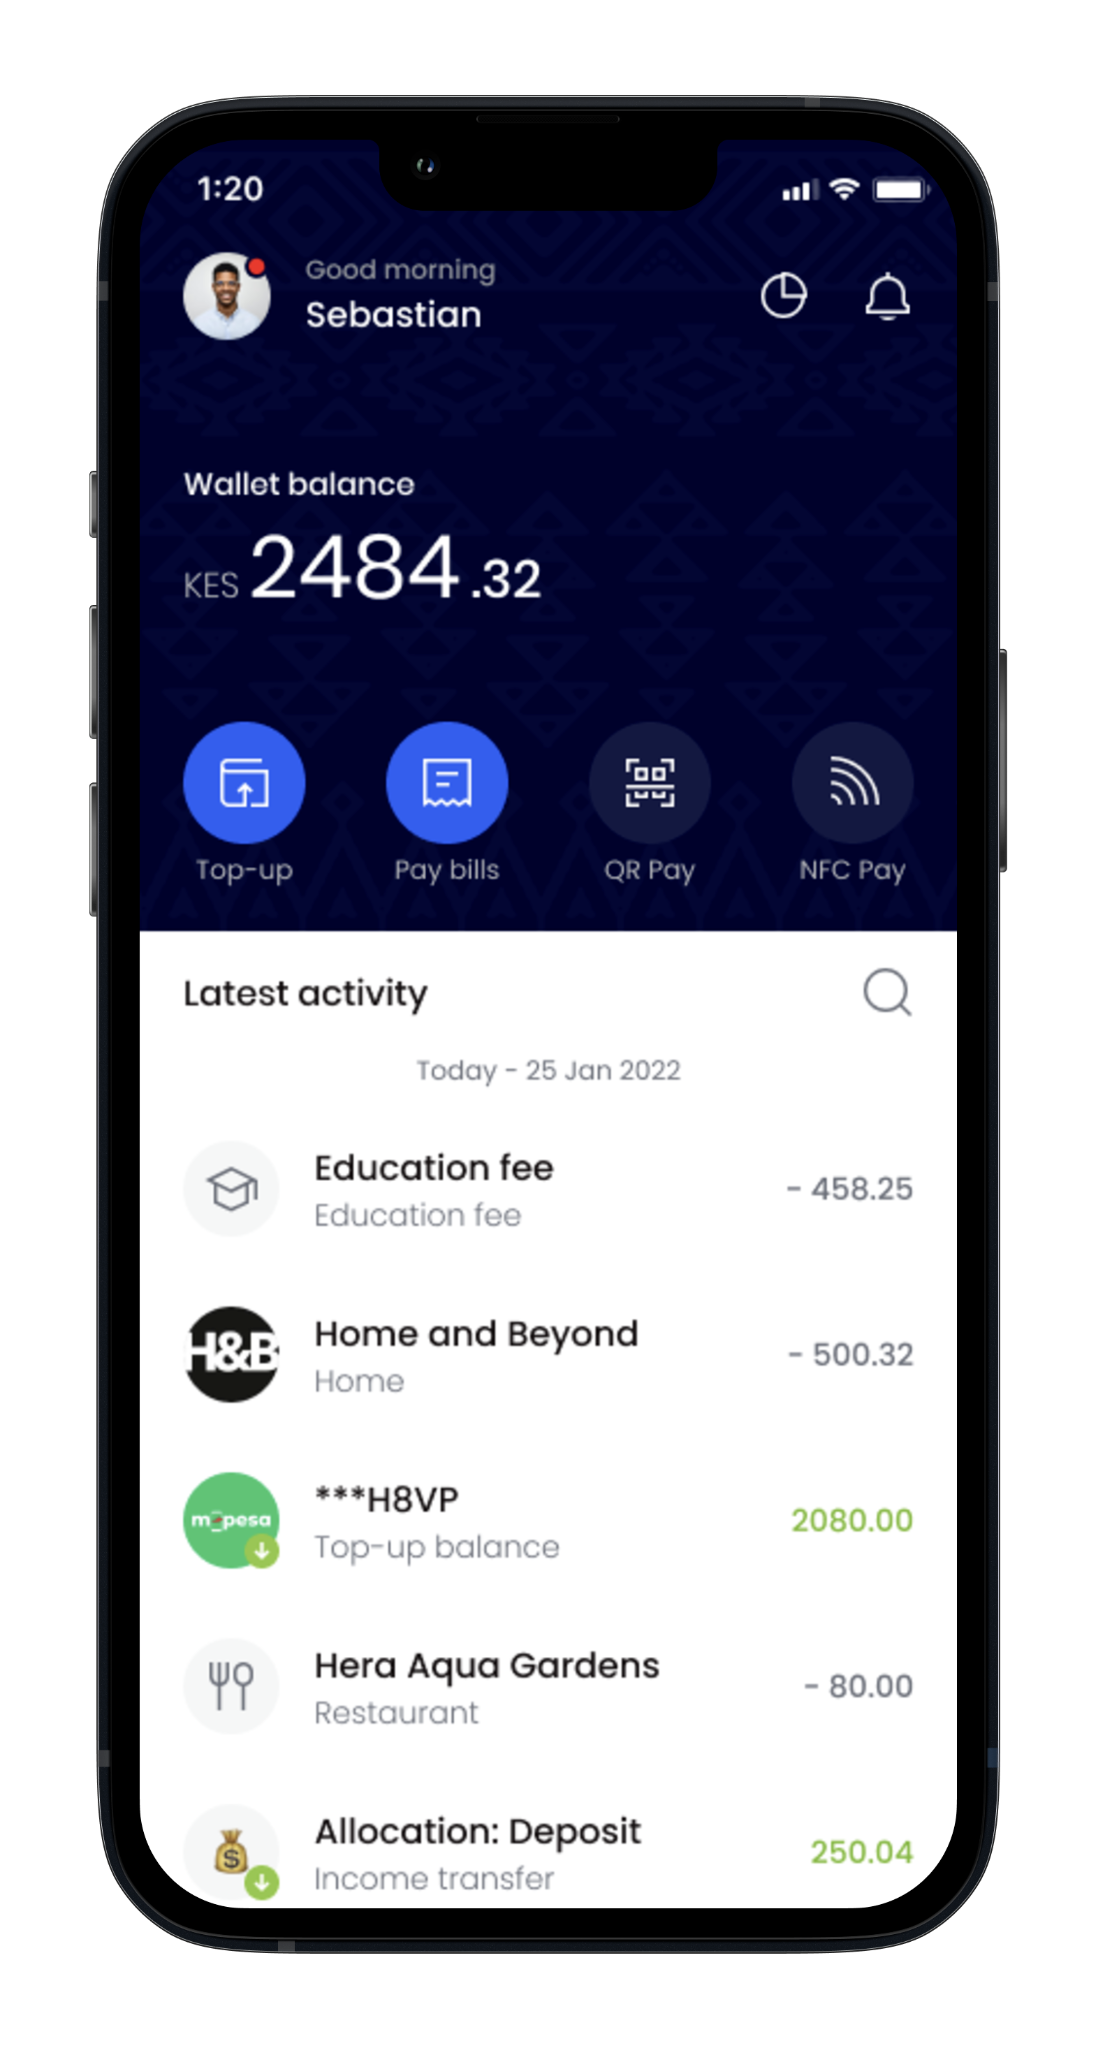 1:20
Good morning
Sebastian
Wallet balance
KES 2484.32
Top-up
Pay bills
QR Pay
NFC Pay
Latest activity
Today - 25 Jan 2022
Education fee
- 458.25
Education fee
H&B
Home and Beyond
- 500.32
Home
m-pesa
***H8VP
2080.00
Top-up balance
Hera Aqua Gardens
- 80.00
Restaurant
$
Allocation: Deposit
250.04
Income transfer